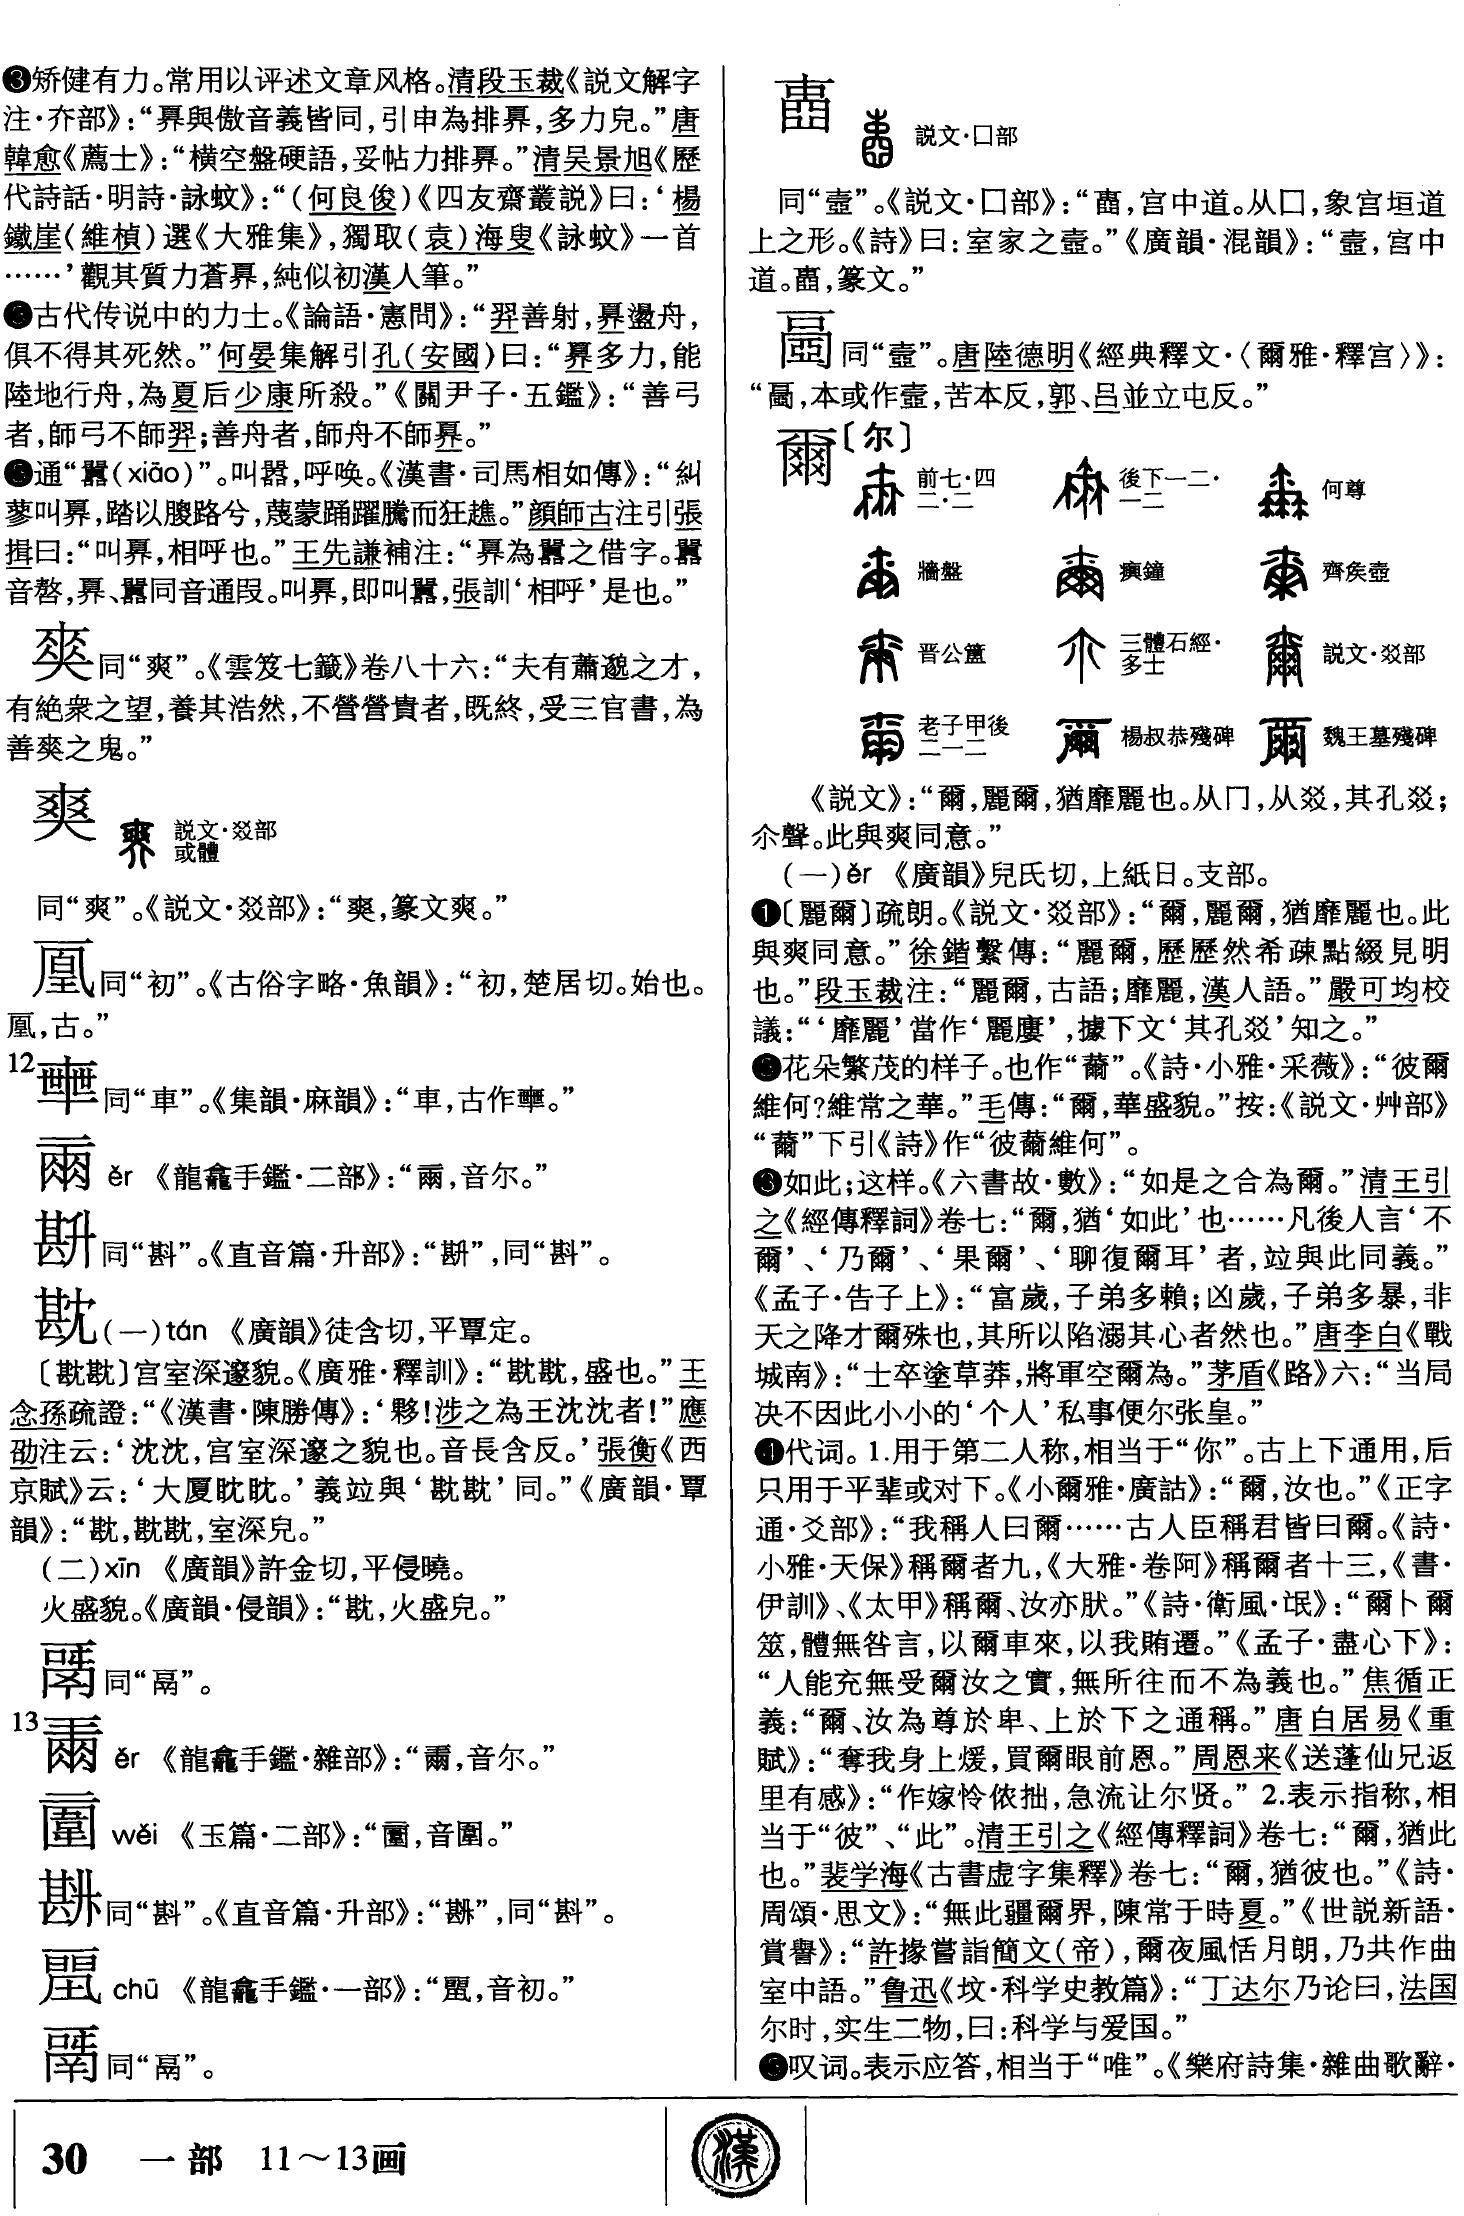 ❸矫健有力。常用以评述文章风格。清段玉裁《説文解字
注·夰部》：“奡與傲音義皆同，引申為排奡，多力皃。”唐
韓愈《薦士》：“横空盤硬語，妥帖力排奡。”清吴景旭《歷
代詩話·明詩·詠蚊》：“（何良俊）《四友齋叢説》曰：‘楊
鐵崖（維楨）選《大雅集》，獨取（袁）海叟《詠蚊》一首
……’觀其質力蒼奡，純似初漢人筆。”
古代传说中的力士。《論語·憲問》：“羿善射，奡盪舟，
俱不得其死然。”何晏集解引孔（安國）曰：“奡多力，能
陸地行舟，為夏后少康所殺。”《關尹子·五鑑》：“善弓
者，師弓不師羿；善舟者，師舟不師奡。”
通“嚻（xiāo）”。叫嚣，呼唤。《漢書·司馬相如傳》：“糾
蓼叫奡，踏以朡路兮，蔑蒙踊躍騰而狂趭。”顔師古注引張
揖曰：“叫奡，相呼也。”王先謙補注：“奡為嚻之借字。嚻
音嗸，奡、嚻同音通叚。叫奡，即叫嚻，張訓‘相呼’是也。”
同“爽”。《雲笈七籤》卷八十六：“夫有蕭邈之才，
有絶衆之望，養其浩然，不營營貴者，既終，受三官書，為
善之鬼。”
説文·㸚部
或體
同“爽”。《説文·㸚部》：“，篆文爽。”
同“初”。《古俗字略·魚韻》：“初，楚居切。始也。
，古。”
12
同“車”。《集韻·麻韻》：“車，古作。”
ěr 《龍龕手鑑·二部》：“，音尔。”
同“斟”。《直音篇·升部》：“”，同“斟”。
㽎（一）tán 《廣韻》徒含切，平覃定。
〔〕宫室深邃貌。《廣雅·釋訓》：“，盛也。”王
念孫疏證：“《漢書·陳勝傳》：‘夥！涉之為王沈沈者！”應
劭注云：‘沈沈，宫室深邃之貌也。音長含反。’張衡《西
京賦》云：‘大厦眈眈。’義竝與‘’同。”《廣韻·覃
韻》：“，，室深皃。”
（二）xīn 《廣韻》許金切，平侵曉。
火盛貌。《廣韻·侵韻》：“，火盛皃。”
同“鬲”。
13
ěr 《龍龕手鑑·雜部》：“，音尔。”
wěi 《玉篇·二部》：“，音圍。”
同“斟”。《直音篇·升部》：“”，同“斟”。
chū 《龍龕手鑑·一部》：“，音初。”
同“鬲”。
説文·囗部
同“壼”。《説文·囗部》：“，宫中道。从囗，象宫垣道
上之形。《詩》曰：室家之壼。”《廣韻·混韻》：“壼，宫中
道。，篆文。”
同“壼”。唐陸德明《經典釋文·〈爾雅·釋宫〉》：
“，本或作壼，苦本反，郭、吕並立屯反。”
爾〔尔〕
前七·四二·二 後下一二·一二 何尊
牆盤 𤼈鐘 齊矦壺
晋公𥂴 三體石經·多士 説文·㸚部
老子甲後二一二 楊叔恭殘碑 魏王墓殘碑
《説文》：“爾，麗爾，猶靡麗也。从冂，从㸚，其孔㸚；
尒聲。此與爽同意。”
（一）ěr 《廣韻》兒氏切，上紙日。支部。
❶〔麗爾〕疏朗。《説文·㸚部》：“爾，麗爾，猶靡麗也。此
與爽同意。”徐鍇繫傳：“麗爾，歷歷然希疎點綴見明
也。”段玉裁注：“麗爾，古語；靡麗，漢人語。”嚴可均校
議：“‘靡麗’當作‘麗廔’，據下文‘其孔㸚’知之。”
花朵繁茂的样子。也作“薾”。《詩·小雅·采薇》：“彼爾
維何？維常之華。”毛傳：“爾，華盛貌。”按：《説文·艸部》
“薾”下引《詩》作“彼薾維何”。
❸如此；这样。《六書故·數》：“如是之合為爾。”清王引
之《經傳釋詞》卷七：“爾，猶‘如此’也……凡後人言‘不
爾’、‘乃爾’、‘果爾’、‘聊復爾耳’者，竝與此同義。”
《孟子·告子上》：“富歲，子弟多賴；凶歲，子弟多暴，非
天之降才爾殊也，其所以陷溺其心者然也。”唐李白《戰
城南》：“士卒塗草莽，將軍空爾為。”茅盾《路》六：“当局
决不因此小小的‘个人’私事便尔张皇。”
❹代词。1.用于第二人称，相当于“你”。古上下通用，后
只用于平辈或对下。《小爾雅·廣詁》：“爾，汝也。”《正字
通·爻部》：“我稱人曰爾……古人臣稱君皆曰爾。《詩·
小雅·天保》稱爾者九，《大雅·卷阿》稱爾者十三，《書·
伊訓》、《太甲》稱爾、汝亦肰。”《詩·衛風·氓》：“爾卜爾
筮，體無咎言，以爾車來，以我賄遷。”《孟子·盡心下》：
“人能充無受爾汝之實，無所往而不為義也。”焦循正
義：“爾、汝為尊於卑、上於下之通稱。”唐白居易《重
賦》：“奪我身上煖，買爾眼前恩。”周恩来《送蓬仙兄返
里有感》：“作嫁怜侬拙，急流让尔贤。”2.表示指称，相
当于“彼”、“此”。清王引之《經傳釋詞》卷七：“爾，猶此
也。”裴学海《古書虚字集釋》卷七：“爾，猶彼也。”《詩·
周頌·思文》：“無此疆爾界，陳常于時夏。”《世説新語·
賞譽》：“許掾嘗詣簡文（帝），爾夜風恬月朗，乃共作曲
室中語。”鲁迅《坟·科学史教篇》：“丁达尔乃论曰，法国
尔时，实生二物，曰：科学与爱国。”
叹词。表示应答，相当于“唯”。《樂府詩集·雜曲歌辭·
30 一部 11～13画
漢